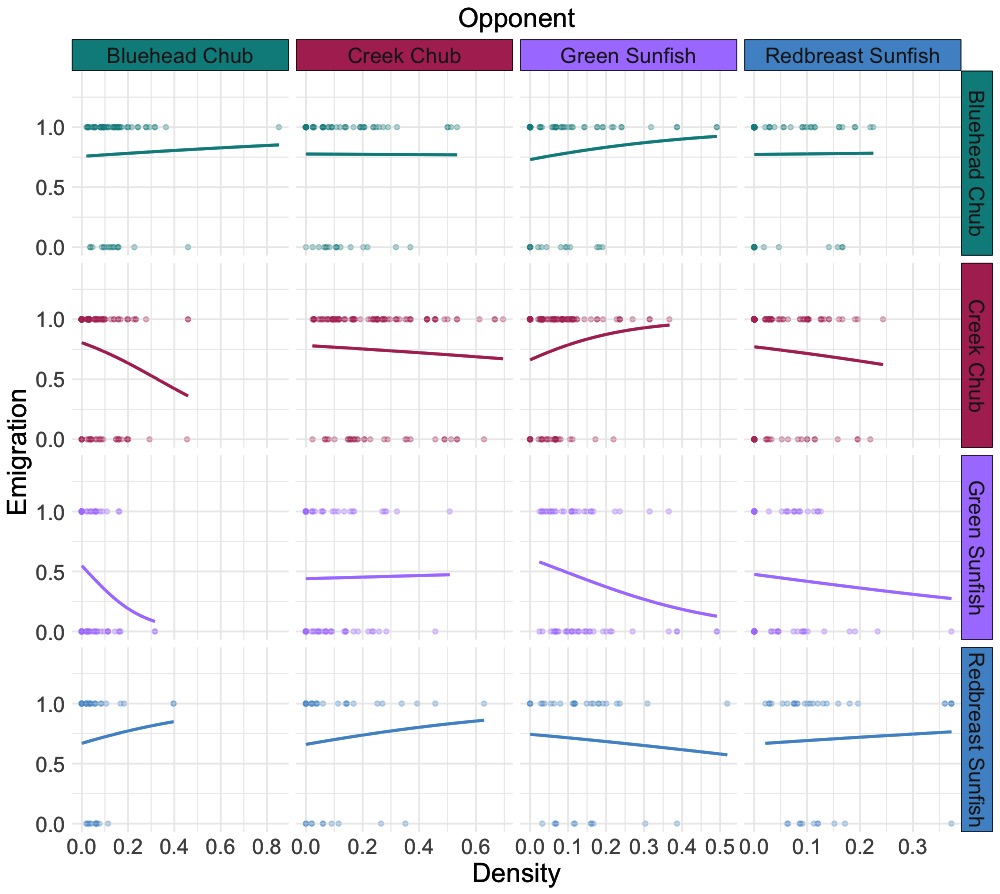 Opponent
Bluehead Chub Creek Chub Green Sunfish Redbreast Sunfish
Emigration
1.0
0.5
0.0
Bluehead Chub
1.0
0.5
0.0
Creek Chub
1.0
0.5
0.0
Green Sunfish
1.0
0.5
0.0
Redbreast Sunfish
0.0 0.2 0.4 0.6 0.8 0.0 0.2 0.4 0.6 0.0 0.1 0.2 0.3 0.4 0.5 0.0 0.1 0.2 0.3
Density